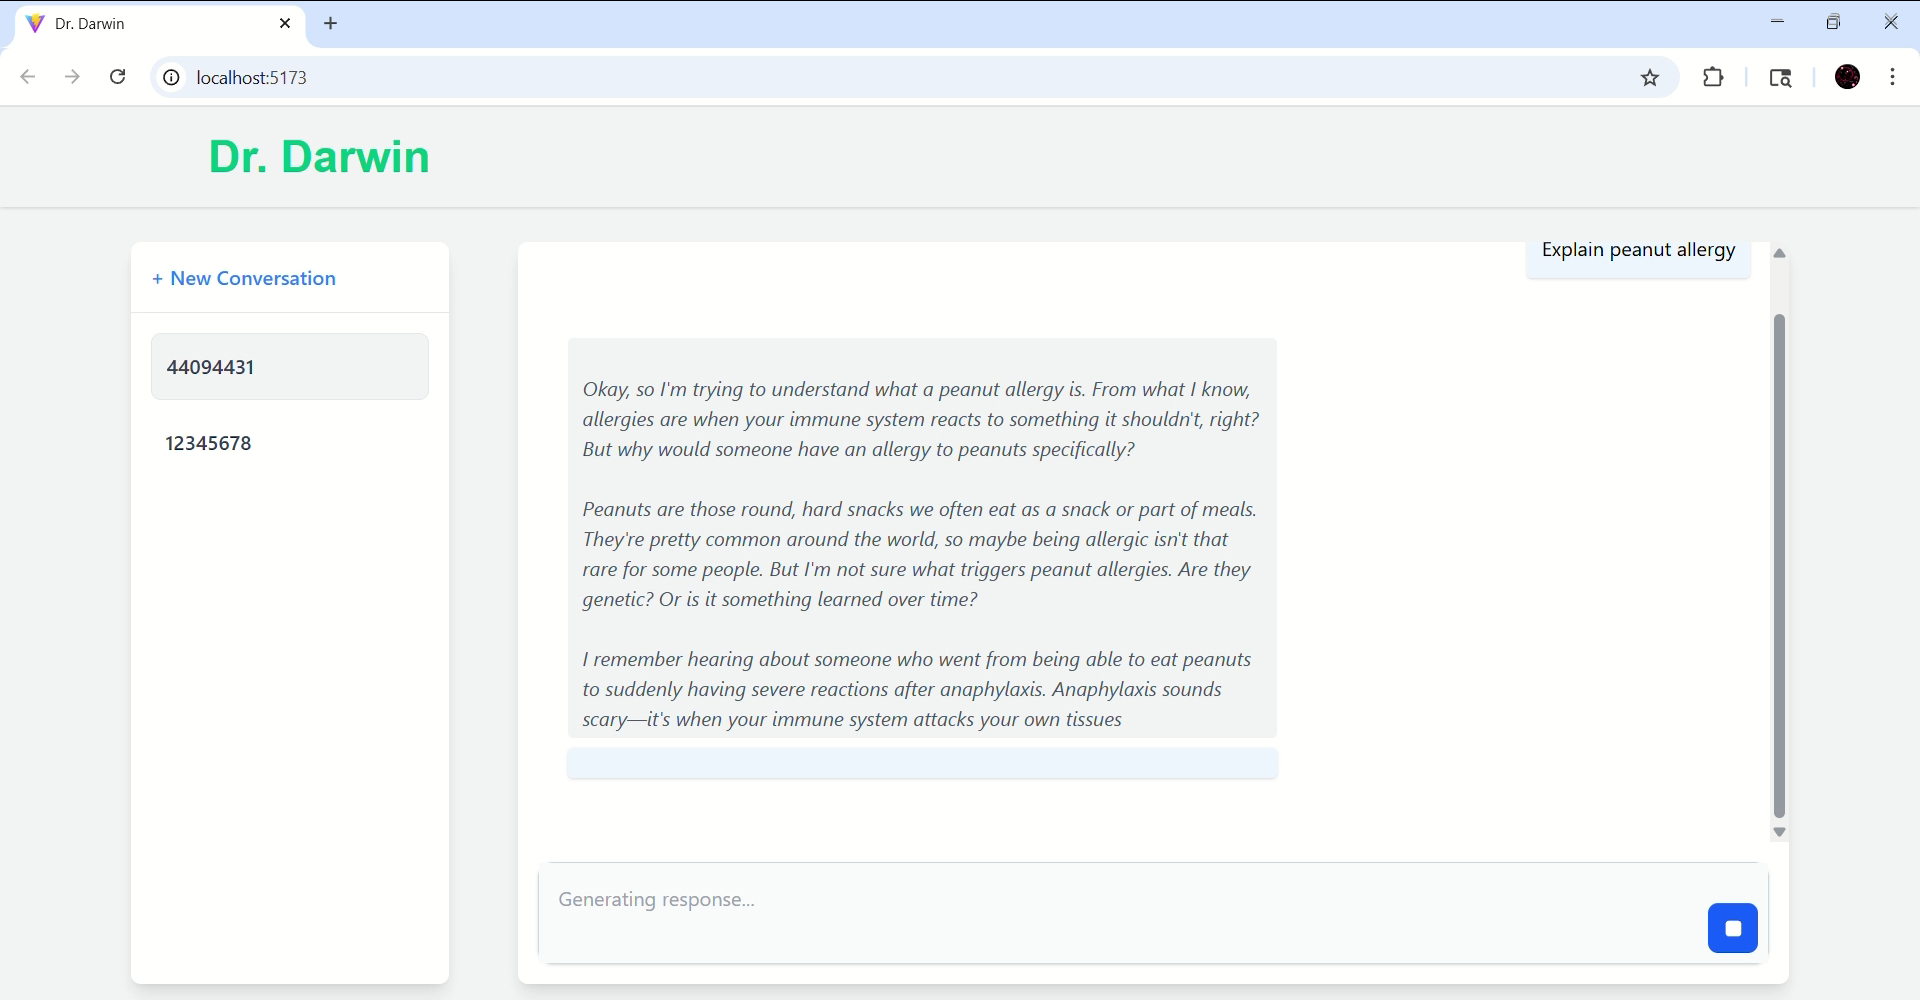 Dr. Darwin
localhost:5173
Dr. Darwin
+ New Conversation
44094431
12345678
Explain peanut allergy
Okay, so I'm trying to understand what a peanut allergy is. From what I know,
allergies are when your immune system reacts to something it shouldn't, right?
But why would someone have an allergy to peanuts specifically?
Peanuts are those round, hard snacks we often eat as a snack or part of meals.
They're pretty common around the world, so maybe being allergic isn't that
rare for some people. But I'm not sure what triggers peanut allergies. Are they
genetic? Or is it something learned over time?
I remember hearing about someone who went from being able to eat peanuts
to suddenly having severe reactions after anaphylaxis. Anaphylaxis sounds
scary—it's when your immune system attacks your own tissues
Generating response...